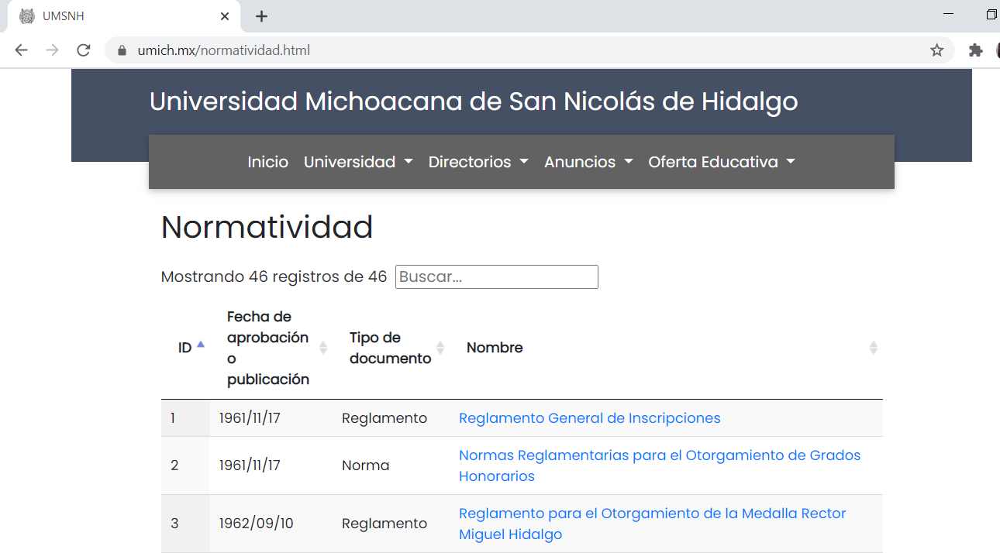 UMSNH
umich.mx/normatividad.html
Universidad Michoacana de San Nicolás de Hidalgo
Inicio Universidad Directorios Anuncios Oferta Educativa
Normatividad
Mostrando 46 registros de 46 Buscar...
ID
Fecha de
aprobación
o
publicación
Tipo de
documento
Nombre
1 1961/11/17 Reglamento Reglamento General de Inscripciones
2 1961/11/17 Norma Normas Reglamentarias para el Otorgamiento de Grados
Honorarios
3 1962/09/10 Reglamento Reglamento para el Otorgamiento de la Medalla Rector
Miguel Hidalgo